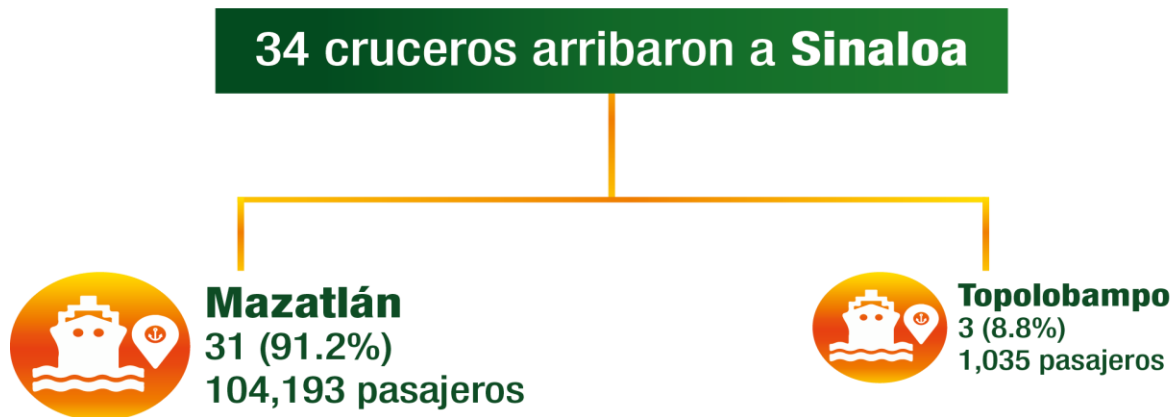 34 cruceros arribaron a Sinaloa
Mazatlán
31 (91.2%)
104,193 pasajeros
Topolobampo
3 (8.8%)
1,035 pasajeros